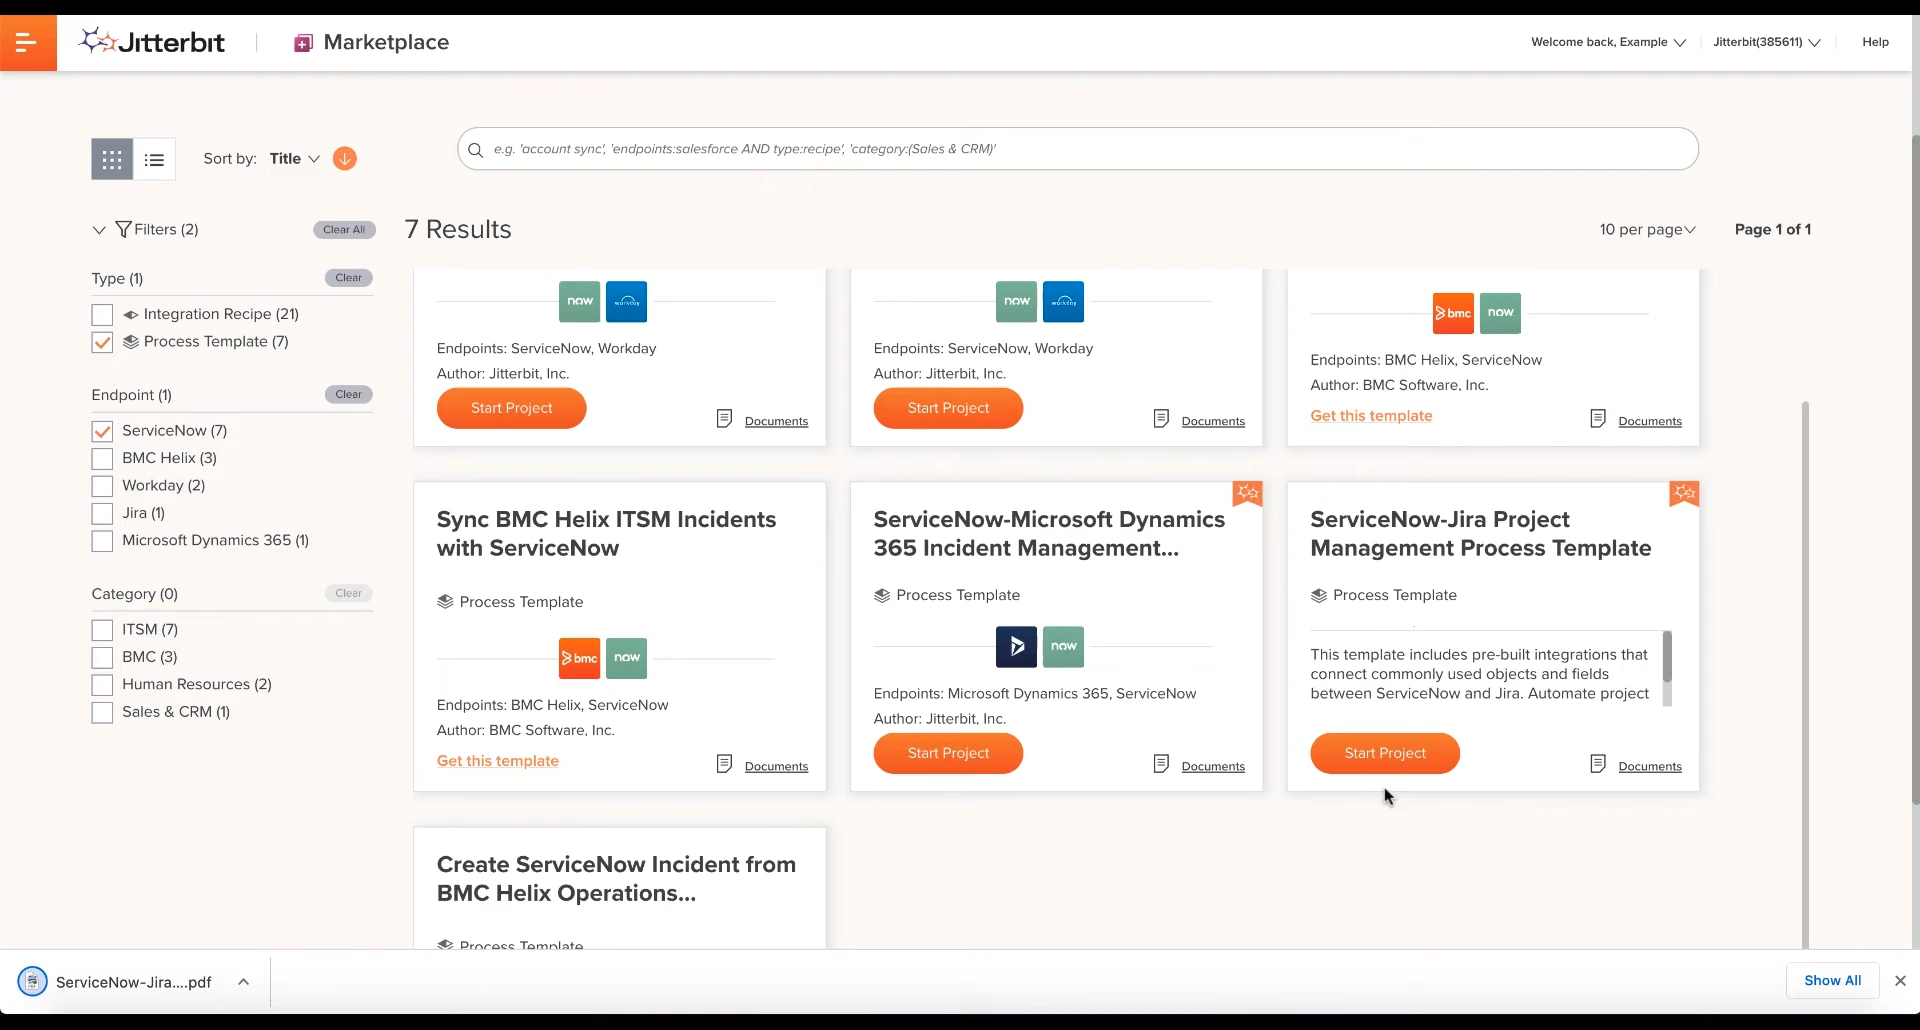 Jitterbit
Marketplace
Welcome back, Example
Jitterbit(385611)
Help
Sort by: Title
e.g. 'account sync', 'endpoints:salesforce AND type:recipe', 'category:(Sales & CRM)'
Filters (2)
Clear All
7 Results
10 per page
Page 1 of 1
Type (1)
Clear
Integration Recipe (21)
Process Template (7)
Endpoint (1)
Clear
ServiceNow (7)
BMC Helix (3)
Workday (2)
Jira (1)
Microsoft Dynamics 365 (1)
Category (0)
Clear
ITSM (7)
BMC (3)
Human Resources (2)
Sales & CRM (1)
now
workday
Endpoints: ServiceNow, Workday
Author: Jitterbit, Inc.
Start Project
Documents
now
workday
Endpoints: ServiceNow, Workday
Author: Jitterbit, Inc.
Start Project
Documents
bmc
now
Endpoints: BMC Helix, ServiceNow
Author: BMC Software, Inc.
Get this template
Documents
Sync BMC Helix ITSM Incidents
with ServiceNow
Process Template
bmc
now
Endpoints: BMC Helix, ServiceNow
Author: BMC Software, Inc.
Get this template
Documents
ServiceNow-Microsoft Dynamics
365 Incident Management...
Process Template
now
Endpoints: Microsoft Dynamics 365, ServiceNow
Author: Jitterbit, Inc.
Start Project
Documents
ServiceNow-Jira Project
Management Process Template
Process Template
This template includes pre-built integrations that
connect commonly used objects and fields
between ServiceNow and Jira. Automate project
Start Project
Documents
Create ServiceNow Incident from
BMC Helix Operations...
Process Template
ServiceNow-Jira....pdf
Show All